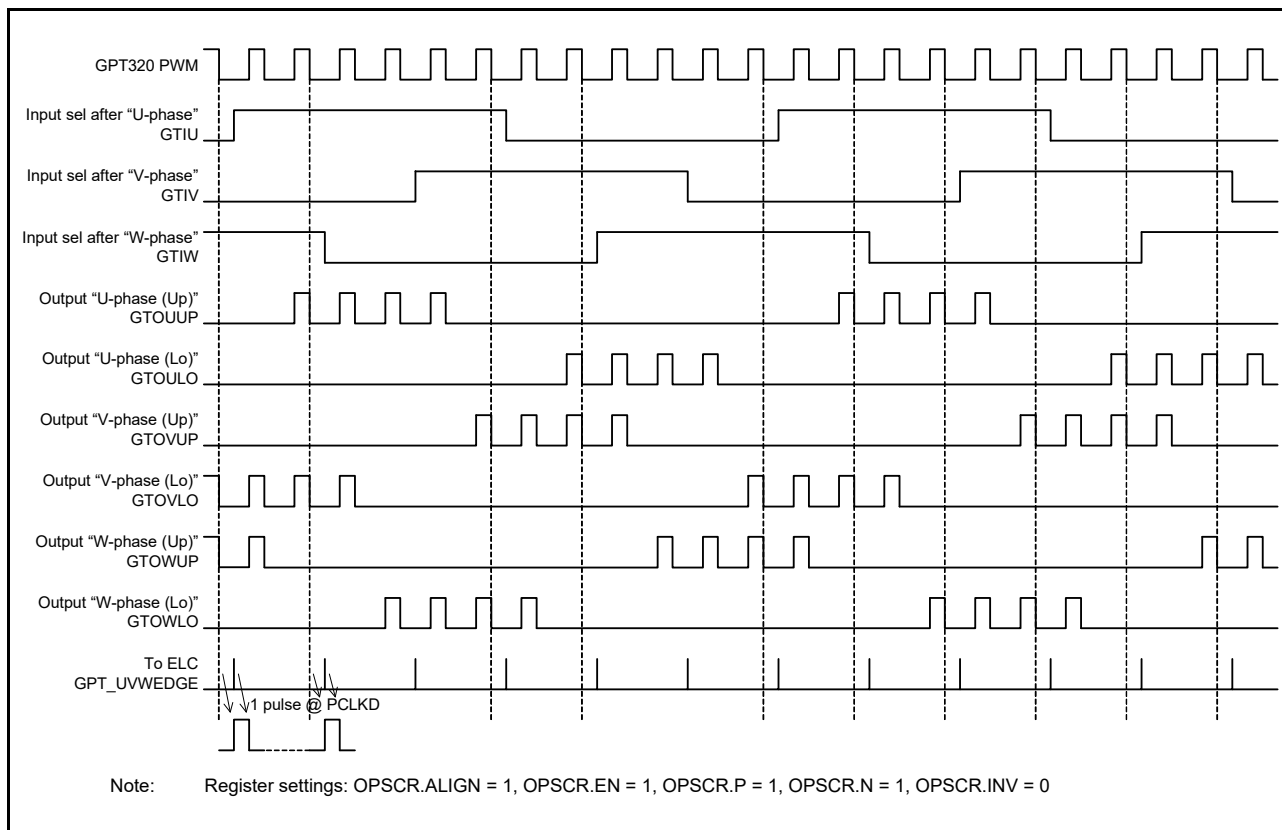 GPT320 PWM
Input sel after “U-phase”
GTIU
Input sel after “V-phase”
GTIV
Input sel after “W-phase”
GTIW
Output “U-phase (Up)”
GTOUUP
Output “U-phase (Lo)”
GTOULO
Output “V-phase (Up)”
GTOVUP
Output “V-phase (Lo)”
GTOVLO
Output “W-phase (Up)”
GTOWUP
Output “W-phase (Lo)”
GTOWLO
To ELC
GPT_UVWEDGE
1 pulse @ PCLKD
Note: Register settings: OPSCR.ALIGN = 1, OPSCR.EN = 1, OPSCR.P = 1, OPSCR.N = 1, OPSCR.INV = 0